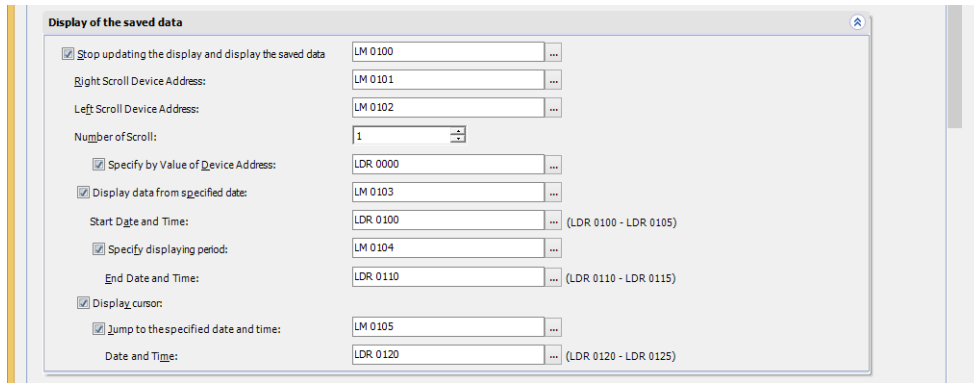 Display of the saved data
Stop updating the display and display the saved data LM 0100 ...
Right Scroll Device Address: LM 0101 ...
Left Scroll Device Address: LM 0102 ...
Number of Scroll: 1
Specify by Value of Device Address: LDR 0000 ...
Display data from specified date: LM 0103 ...
Start Date and Time: LDR 0100 ... (LDR 0100 - LDR 0105)
Specify displaying period: LM 0104 ...
End Date and Time: LDR 0110 ... (LDR 0110 - LDR 0115)
Display cursor:
Jump to the specified date and time: LM 0105 ...
Date and Time: LDR 0120 ... (LDR 0120 - LDR 0125)